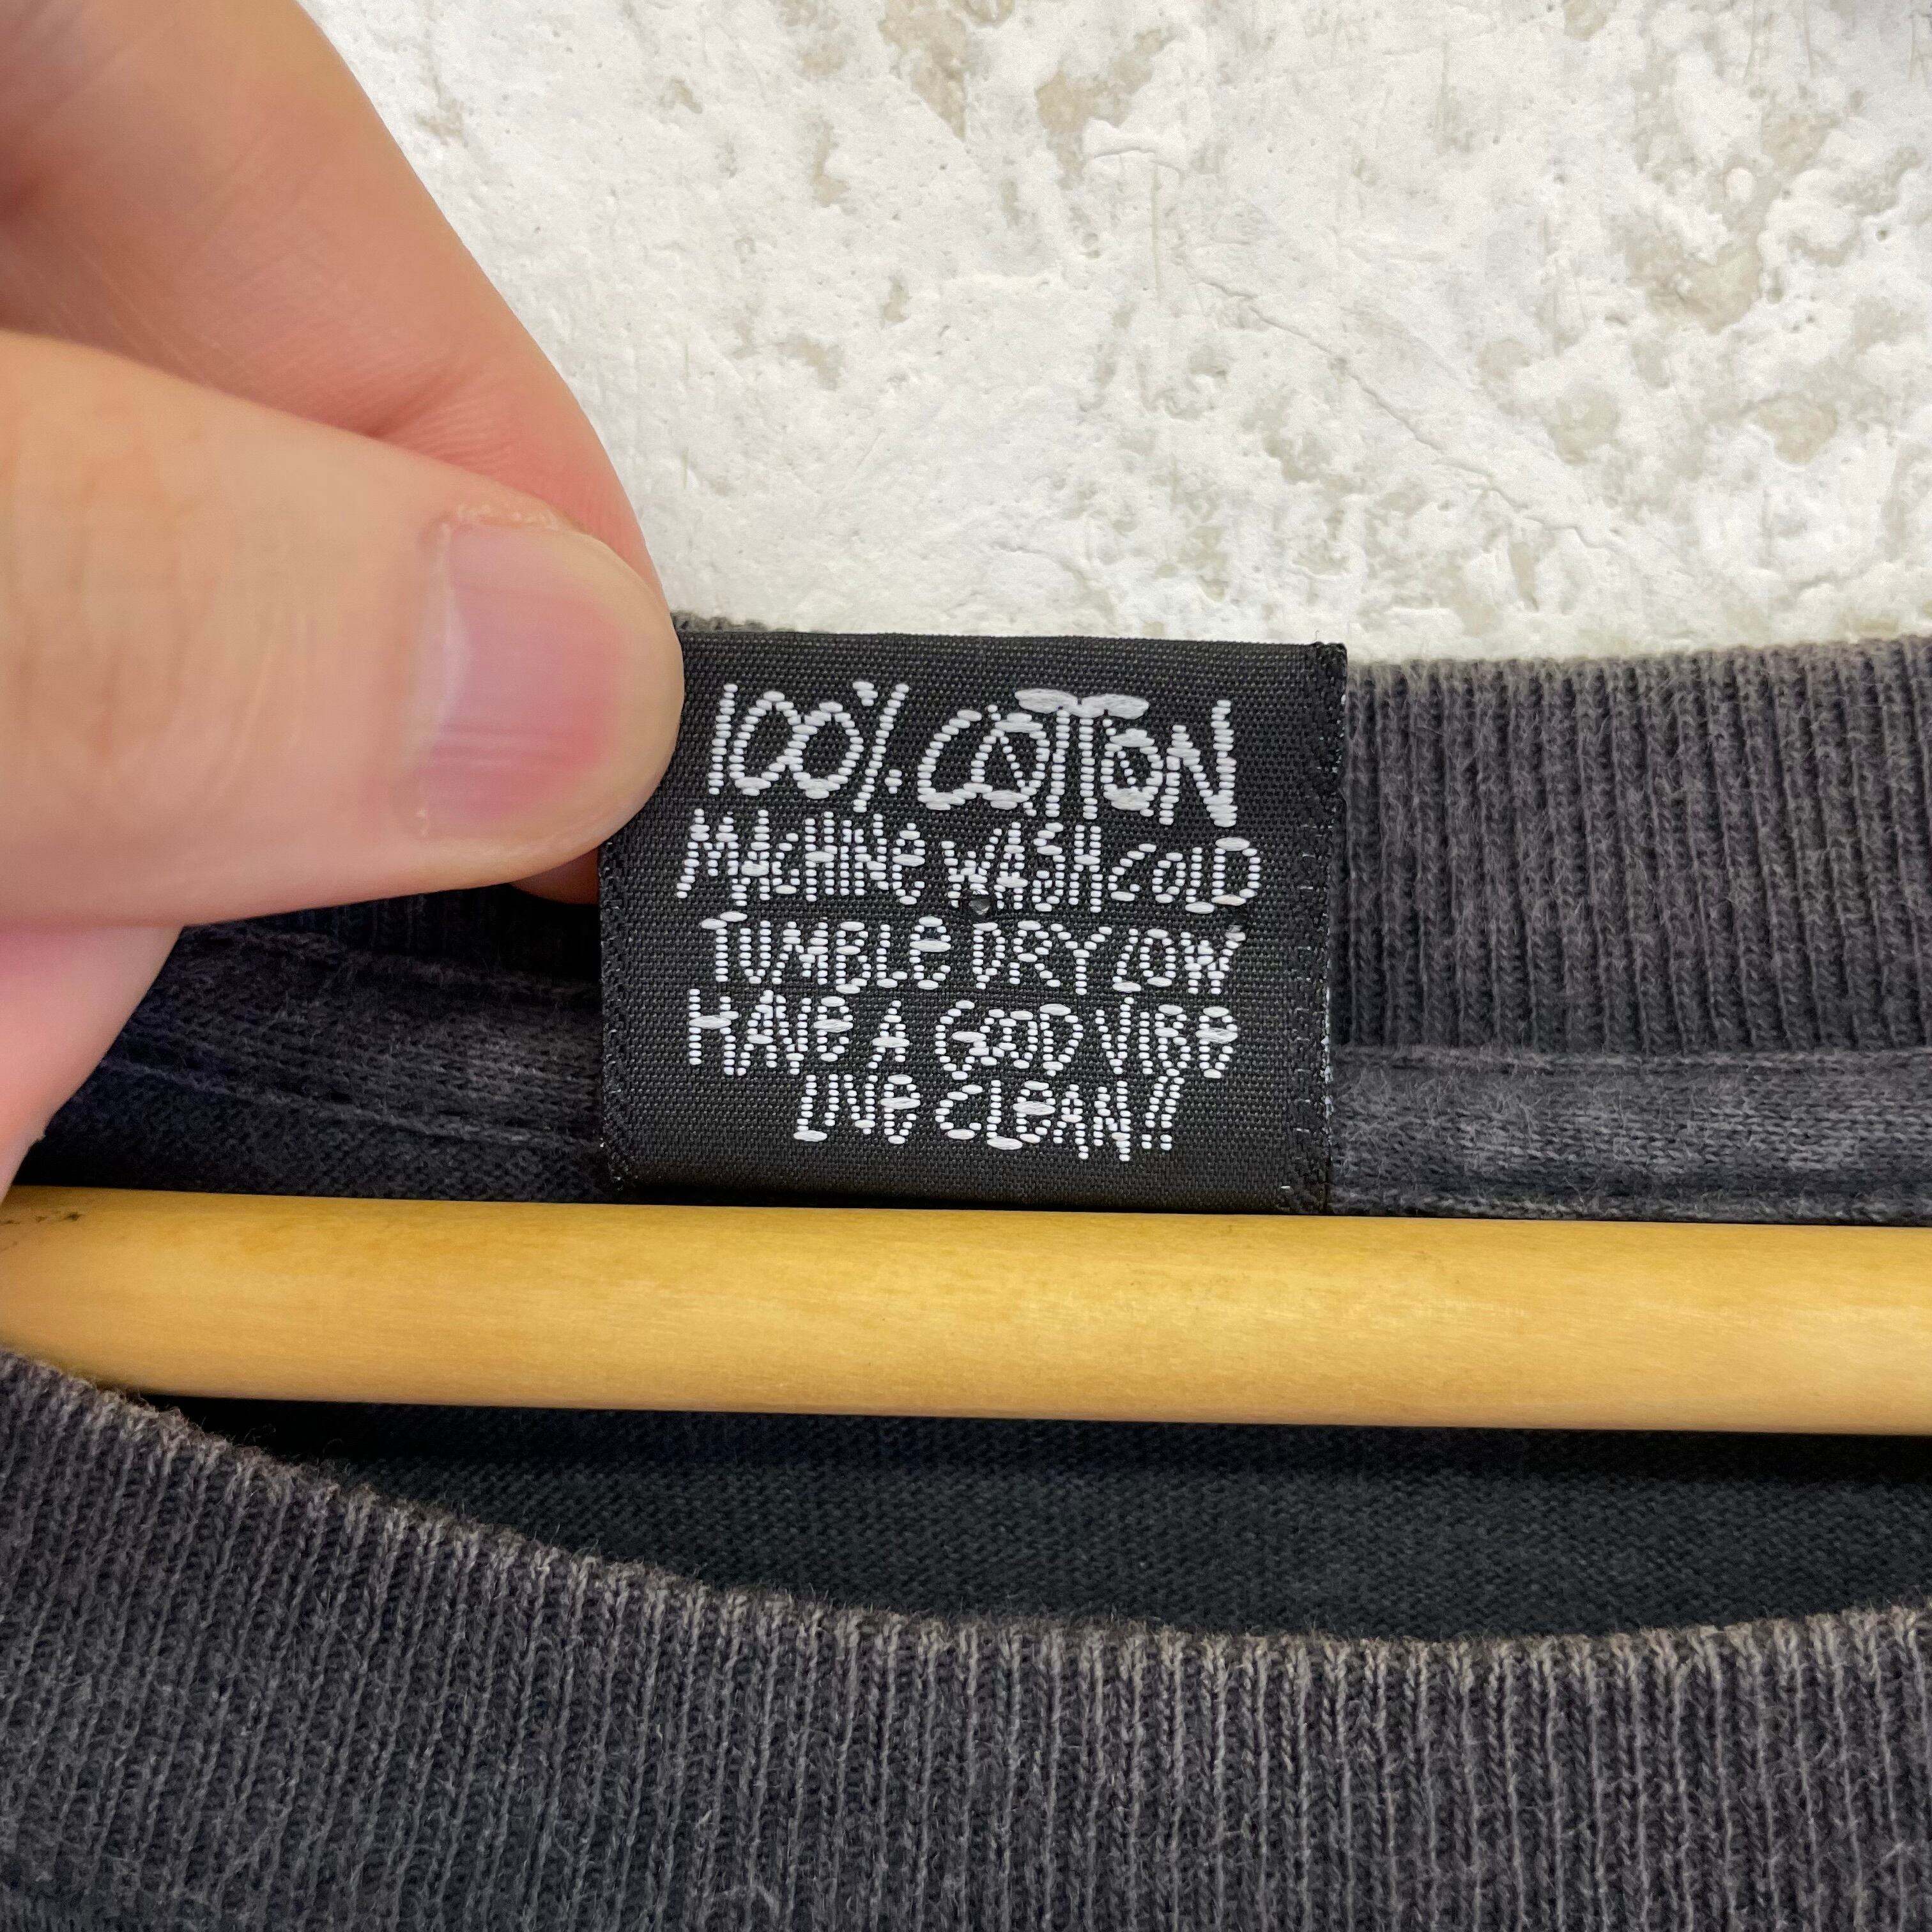 100% COTTON
MACHINE WASH COLD
TUMBLE DRY LOW
HAVE A GOOD VIBE
LIVE CLEAN!!